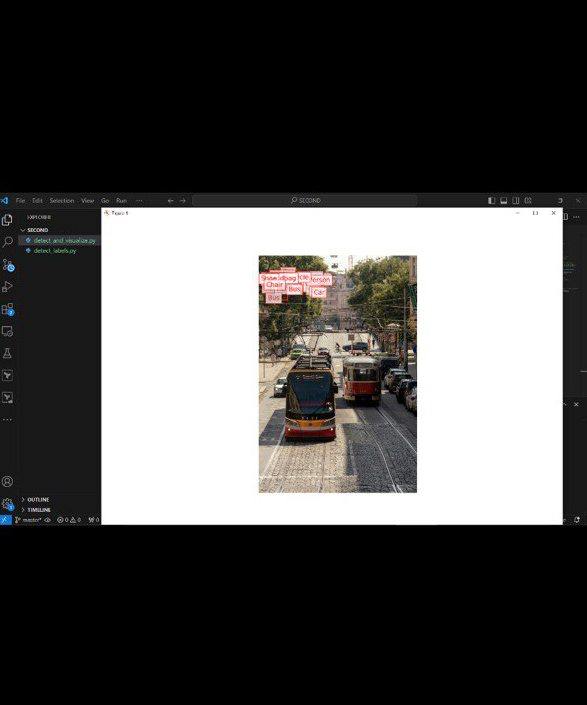 File Edit Selection View Go Run ···
SECOND
EXPLORER
Figure 1
SECOND
detect_and_visualize.py
detect_labels.py
Person
Chair
Bus
Car
Bus
OUTLINE
TIMELINE
master*
0 0
0